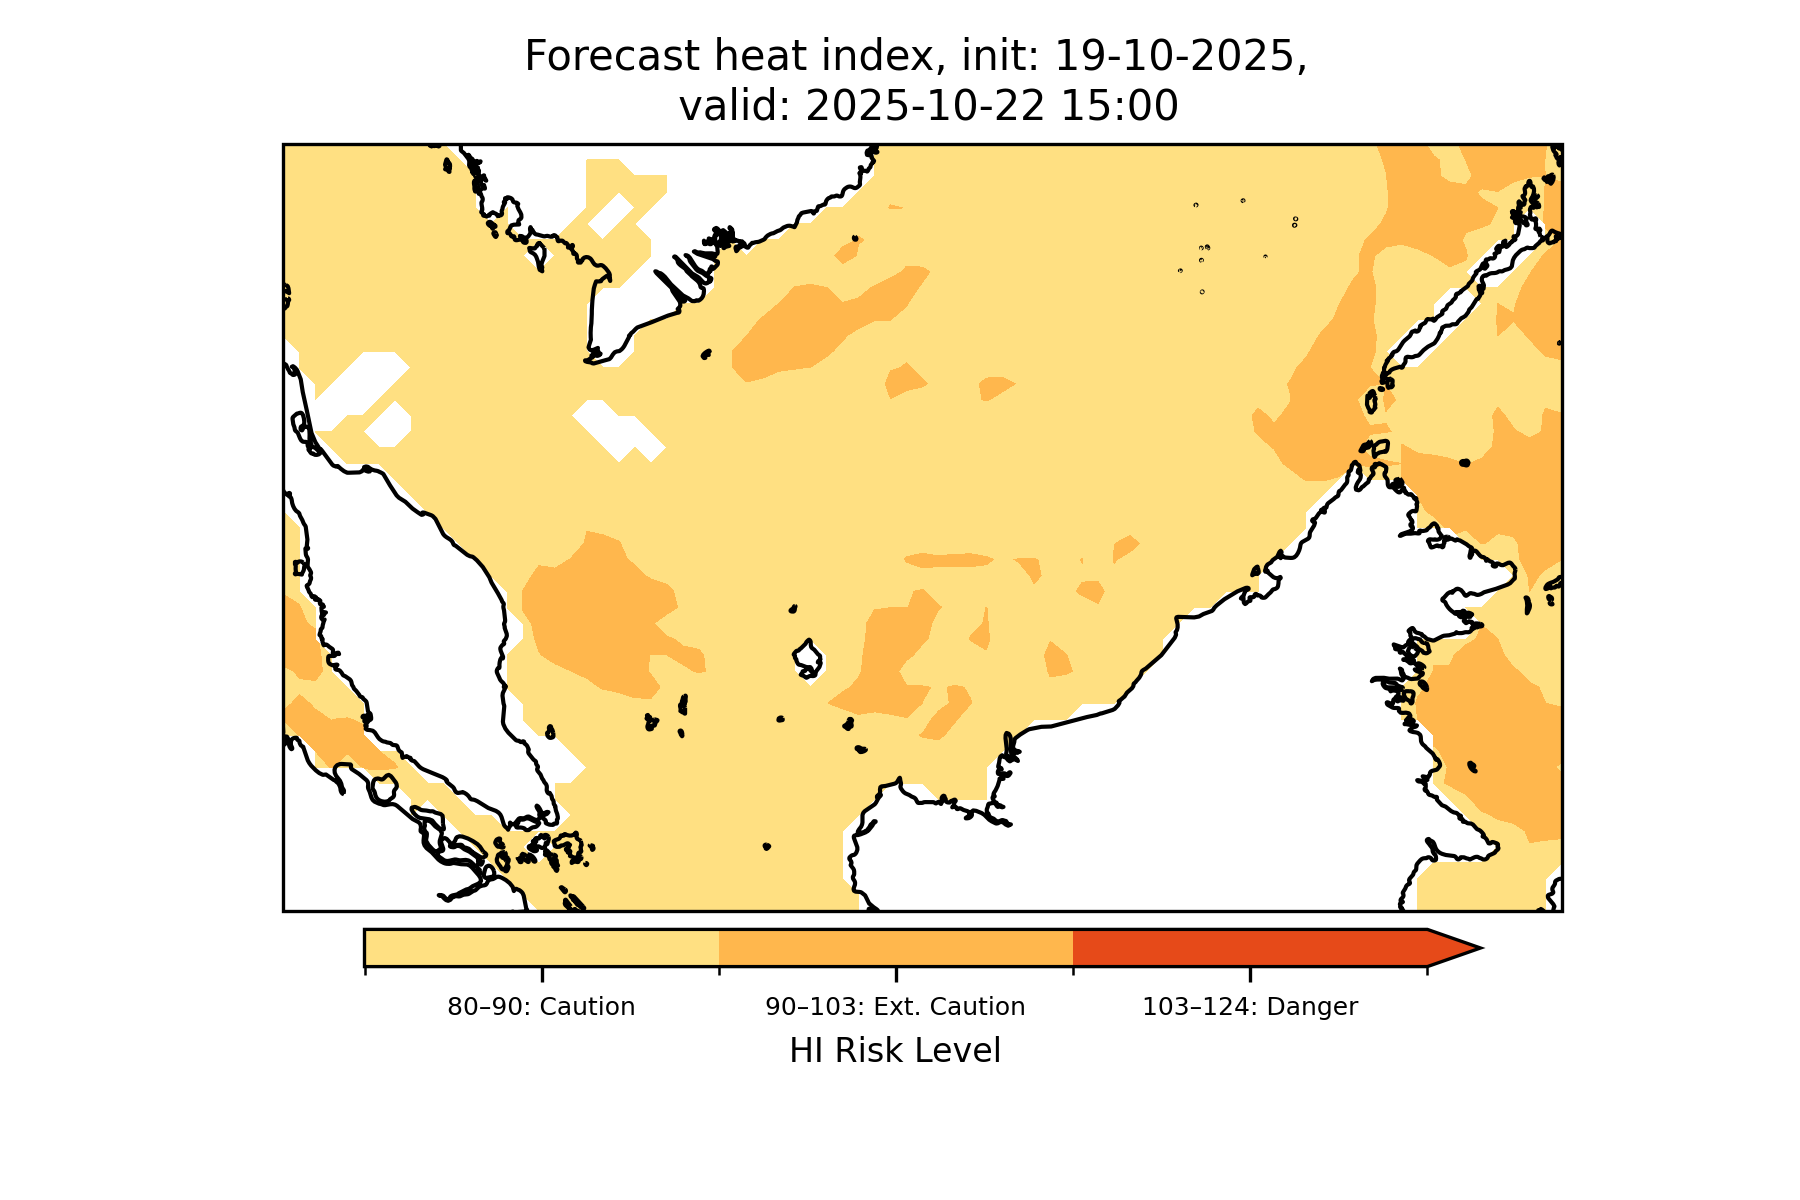 Forecast heat index, init: 19-10-2025,
valid: 2025-10-22 15:00
80–90: Caution
90–103: Ext. Caution
103–124: Danger
HI Risk Level